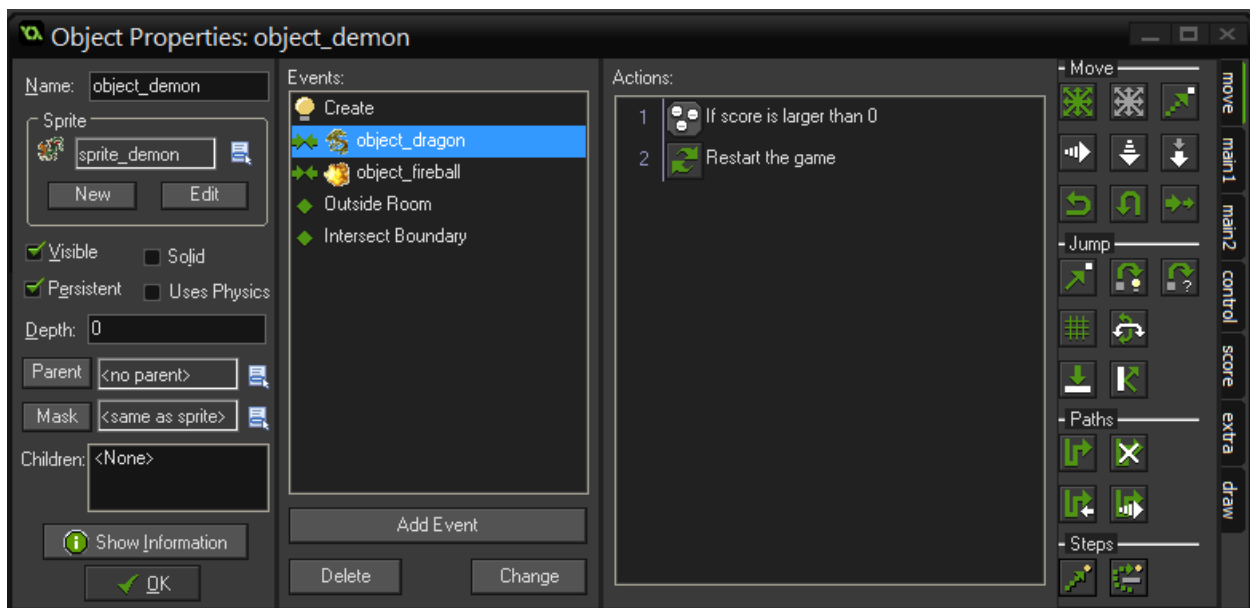 Object Properties: object_demon
Name: object_demon
Sprite
sprite_demon
New Edit
Visible Solid
Persistent Uses Physics
Depth: 0
Parent <no parent>
Mask <same as sprite>
Children: <None>
Show Information
OK
Events:
Create
object_dragon
object_fireball
Outside Room
Intersect Boundary
Add Event
Delete Change
Actions:
1 If score is larger than 0
2 Restart the game
Move
Jump
?
Paths
Steps
move
main1
main2
control
score
extra
draw